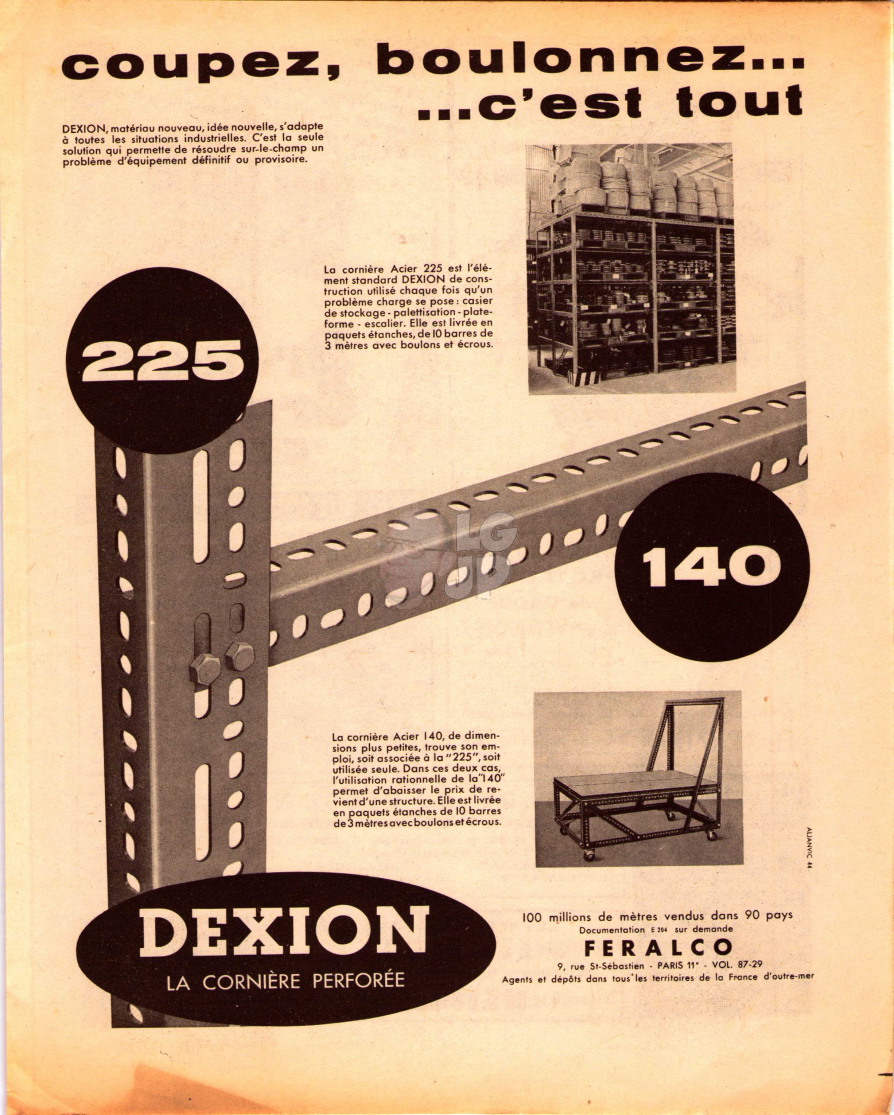 coupez, boulonnez...
...c'est tout
DEXION, matériau nouveau, idée nouvelle, s'adapte
à toutes les situations industrielles. C'est la seule
solution qui permette de résoudre sur-le-champ un
problème d'équipement définitif ou provisoire.
La cornière Acier 225 est l'élé-
ment standard DEXION de cons-
truction utilisé chaque fois qu'un
problème charge se pose : casier
de stockage - palettisation - plate-
forme - escalier. Elle est livrée en
paquets étanches, de 10 barres de
3 mètres avec boulons et écrous.
225
LG
JP
140
La cornière Acier 140, de dimen-
sions plus petites, trouve son em-
ploi, soit associée à la "225", soit
utilisée seule. Dans ces deux cas,
l'utilisation rationnelle de la "140"
permet d'abaisser le prix de re-
vient d'une structure. Elle est livrée
en paquets étanches de 10 barres
de 3 mètres avec boulons et écrous.
ALJANVIC 44
DEXION
LA CORNIÈRE PERFORÉE
100 millions de mètres vendus dans 90 pays
Documentation E 204 sur demande
FERALCO
9, rue St-Sébastien - PARIS 11e - VOL. 87-29
Agents et dépôts dans tous les territoires de la France d'outre-mer